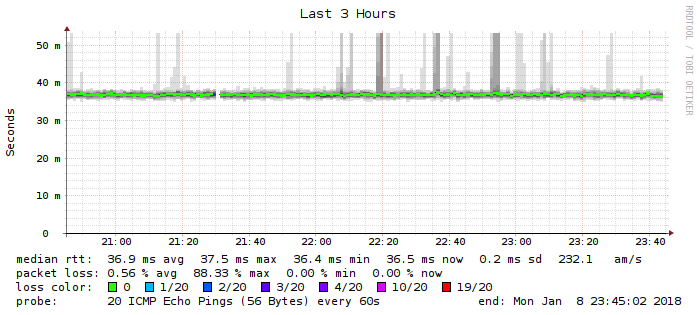 Last 3 Hours
RRDTOOL / TOBI OETIKER
Seconds
50 m
40 m
30 m
20 m
10 m
0
21:00 21:20 21:40 22:00 22:20 22:40 23:00 23:20 23:40
median rtt: 36.9 ms avg 37.5 ms max 36.4 ms min 36.5 ms now 0.2 ms sd 232.1 am/s
packet loss: 0.56 % avg 88.33 % max 0.00 % min 0.00 % now
loss color: 0 1/20 2/20 3/20 4/20 10/20 19/20
probe: 20 ICMP Echo Pings (56 Bytes) every 60s end: Mon Jan 8 23:45:02 2018